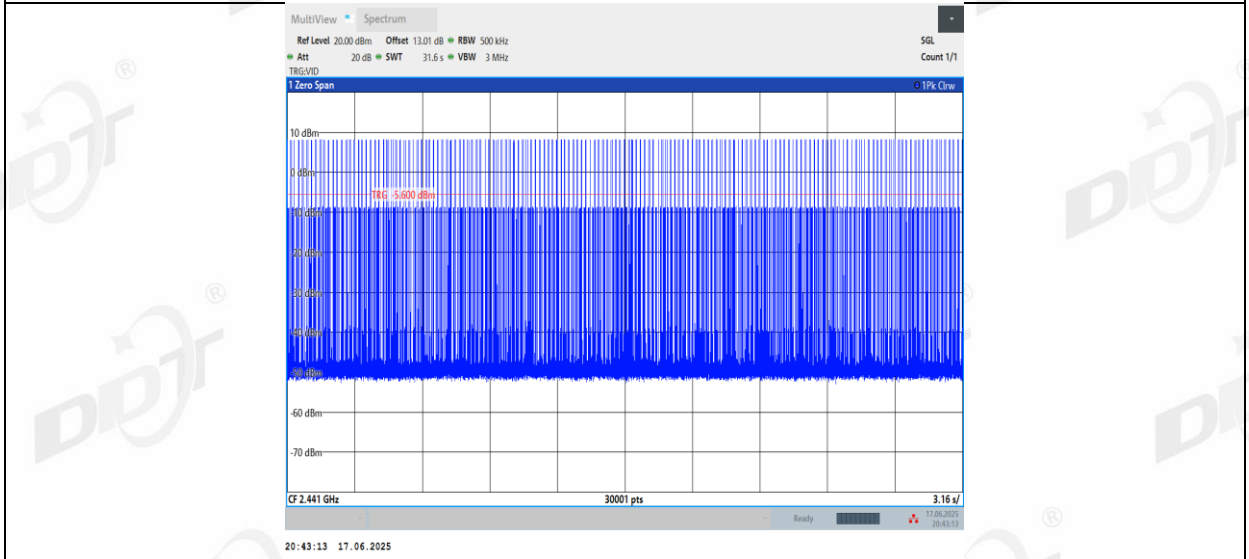 MultiView Spectrum
Ref Level 20.00 dBm Offset 13.01 dB RBW 500 kHz SGL
Att 20 dB SWT 31.6 s VBW 3 MHz Count 1/1
TRG:VID
1 Zero Span 1Pk Clrw
10 dBm
0 dBm
TRG -5.600 dBm
-10 dBm
-20 dBm
-30 dBm
-40 dBm
-50 dBm
-60 dBm
-70 dBm
CF 2.441 GHz 30001 pts 3.16 s/
Ready 17.06.2025
20:43:13
20:43:13 17.06.2025
DDT ®
DDT ®
DDT ®
DDT ®